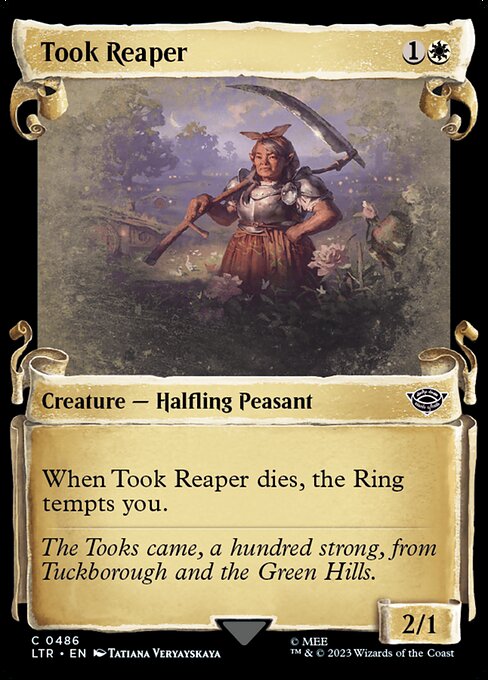 Took Reaper 1
Creature — Halfling Peasant
When Took Reaper dies, the Ring
tempts you.
The Tooks came, a hundred strong, from
Tuckborough and the Green Hills.
2/1
C 0486
LTR • EN Tatiana Veryayskaya
© MEE
™ & © 2023 Wizards of the Coast